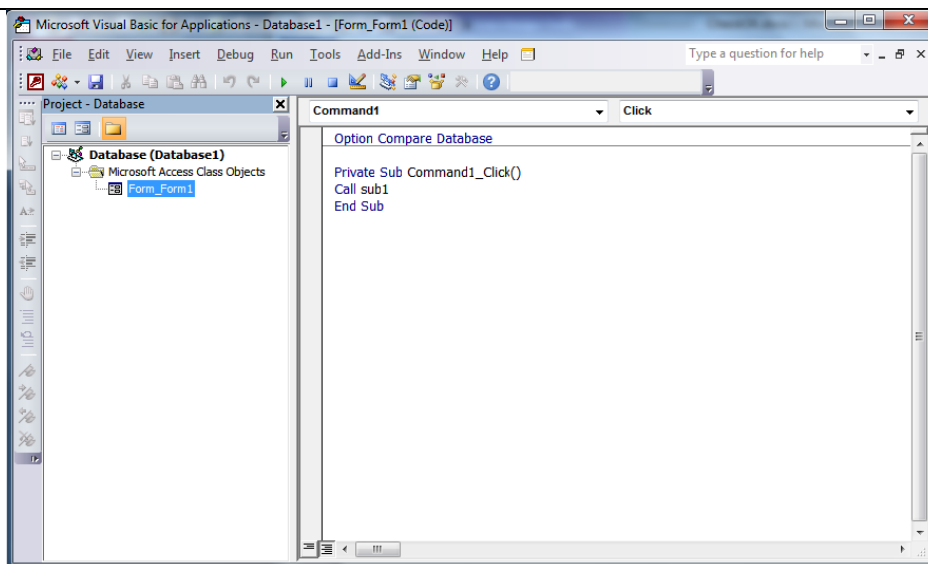 Microsoft Visual Basic for Applications - Database1 - [Form_Form1 (Code)]
File Edit View Insert Debug Run Tools Add-Ins Window Help Type a question for help
Project - Database
Command1 Click
Option Compare Database
Database (Database1)
Microsoft Access Class Objects
Form_Form1
Private Sub Command1_Click()
Call sub1
End Sub